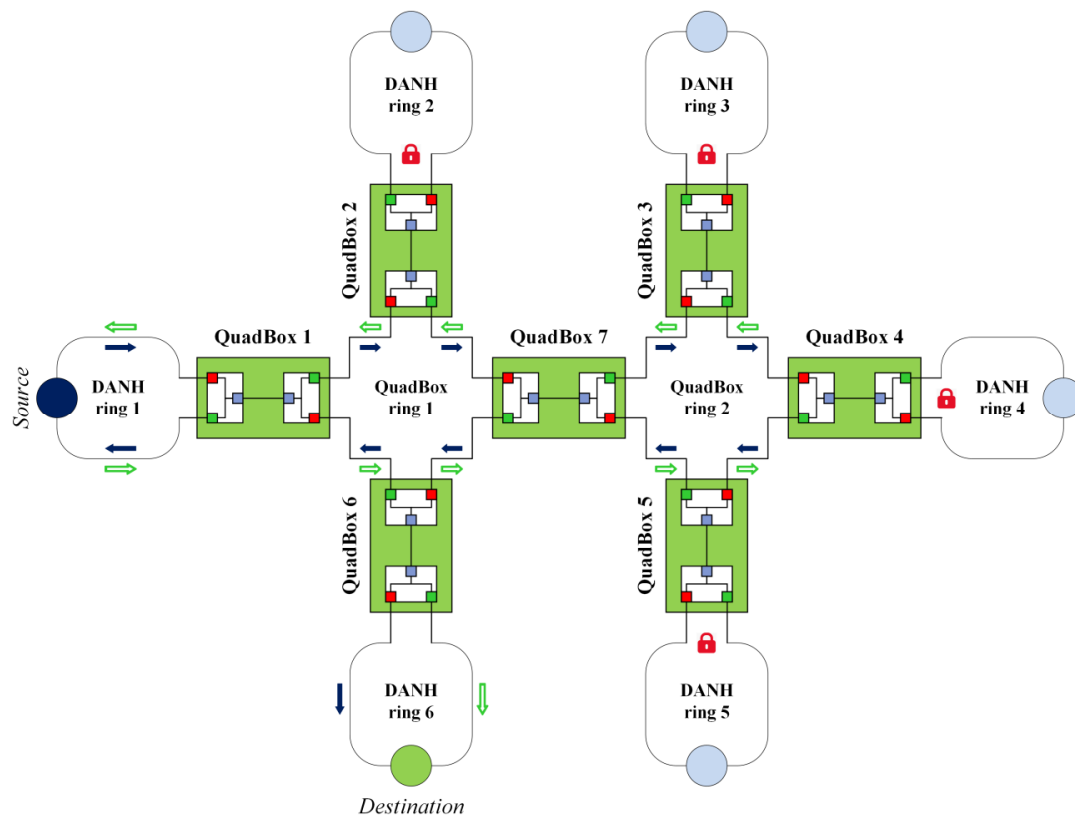 DANH
ring 2
DANH
ring 3
QuadBox 2
QuadBox 3
QuadBox 1
QuadBox 7
QuadBox 4
Source
DANH
ring 1
QuadBox
ring 1
QuadBox
ring 2
DANH
ring 4
QuadBox 6
QuadBox 5
DANH
ring 6
DANH
ring 5
Destination